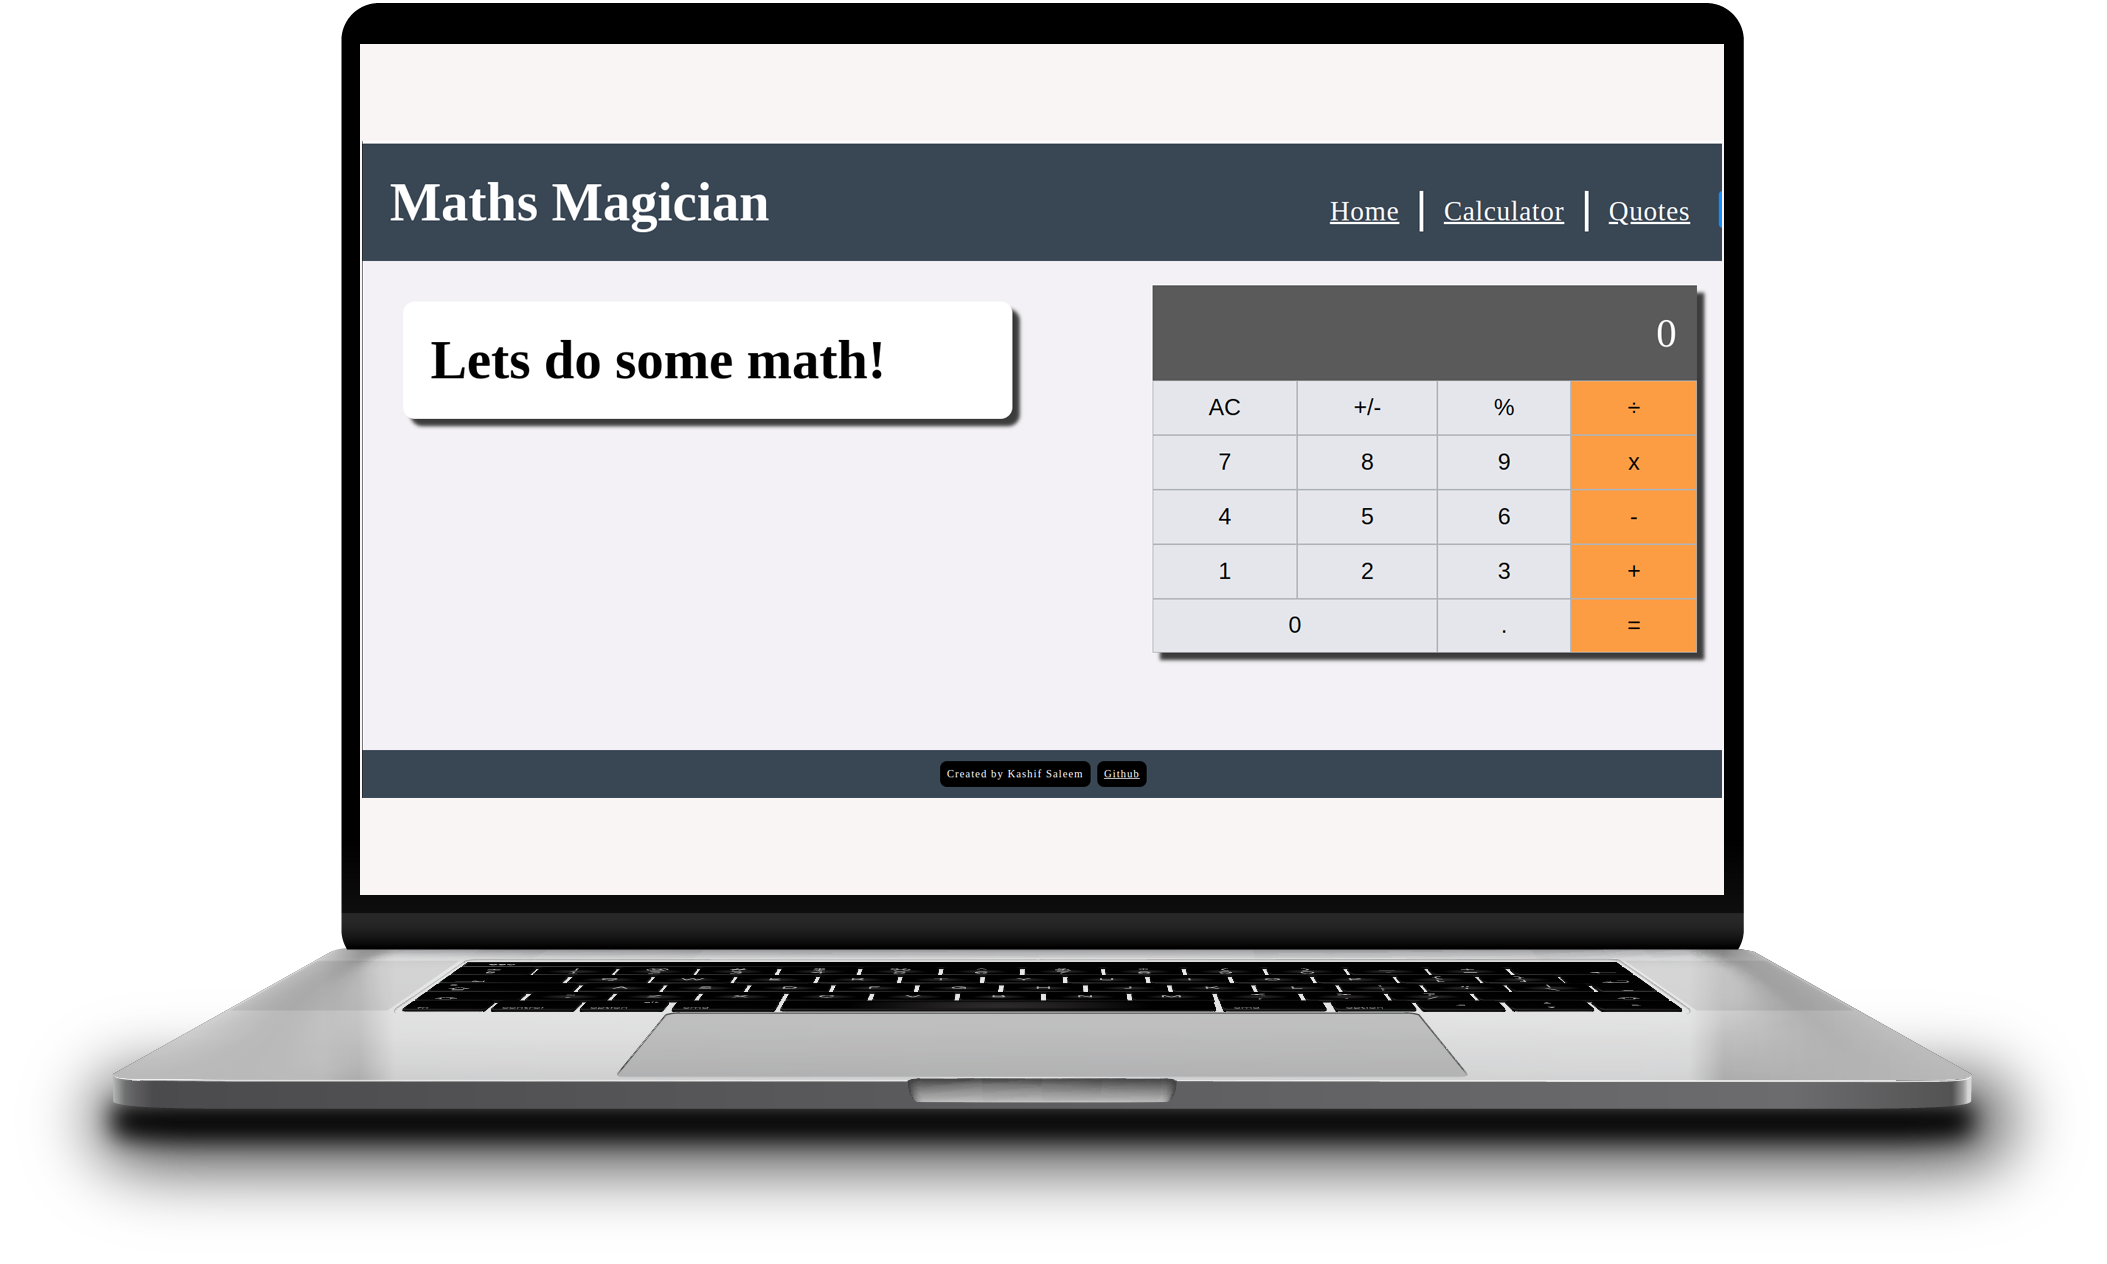 Maths Magician
Home | Calculator | Quotes
Lets do some math!
0
AC +/- % ÷
7 8 9 x
4 5 6 -
1 2 3 +
0 . =
Created by Kashif Saleem Github